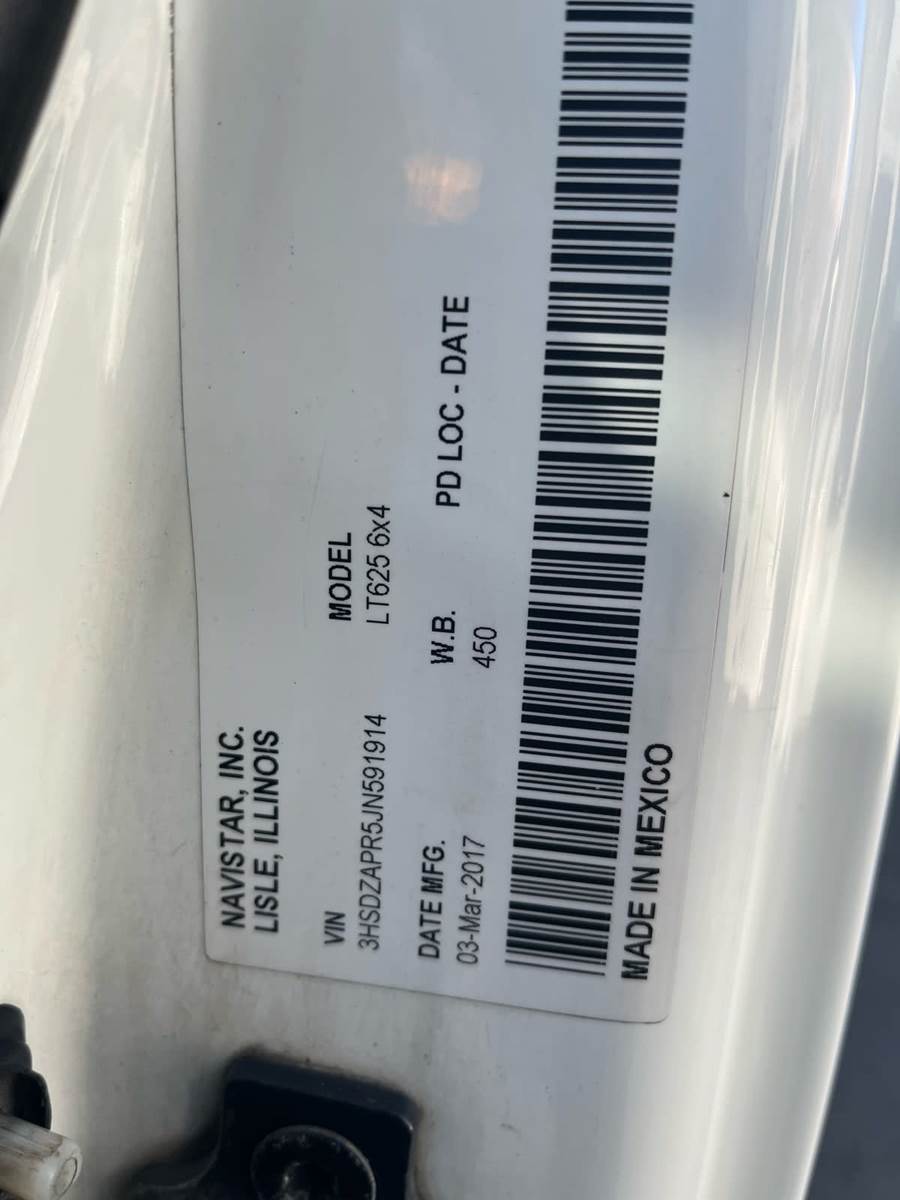 NAVISTAR, INC.
LISLE, ILLINOIS
VIN MODEL
3HSDZAPR5JN591914 LT625 6x4
DATE MFG. W.B. PD LOC - DATE
03-Mar-2017 450
MADE IN MEXICO